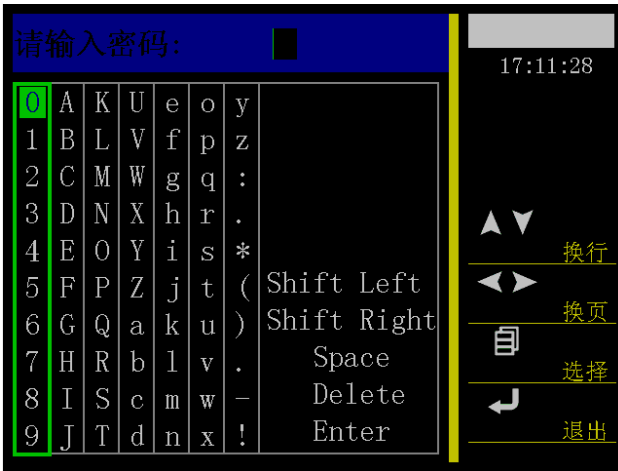 请输入密码:
17:11:28
0 A K U e o y
1 B L V f p z
2 C M W g q :
3 D N X h r .
4 E O Y i s *
5 F P Z j t ( Shift Left
6 G Q a k u ) Shift Right
7 H R b l v . Space
8 I S c m w - Delete
9 J T d n x ! Enter
换行
换页
选择
退出